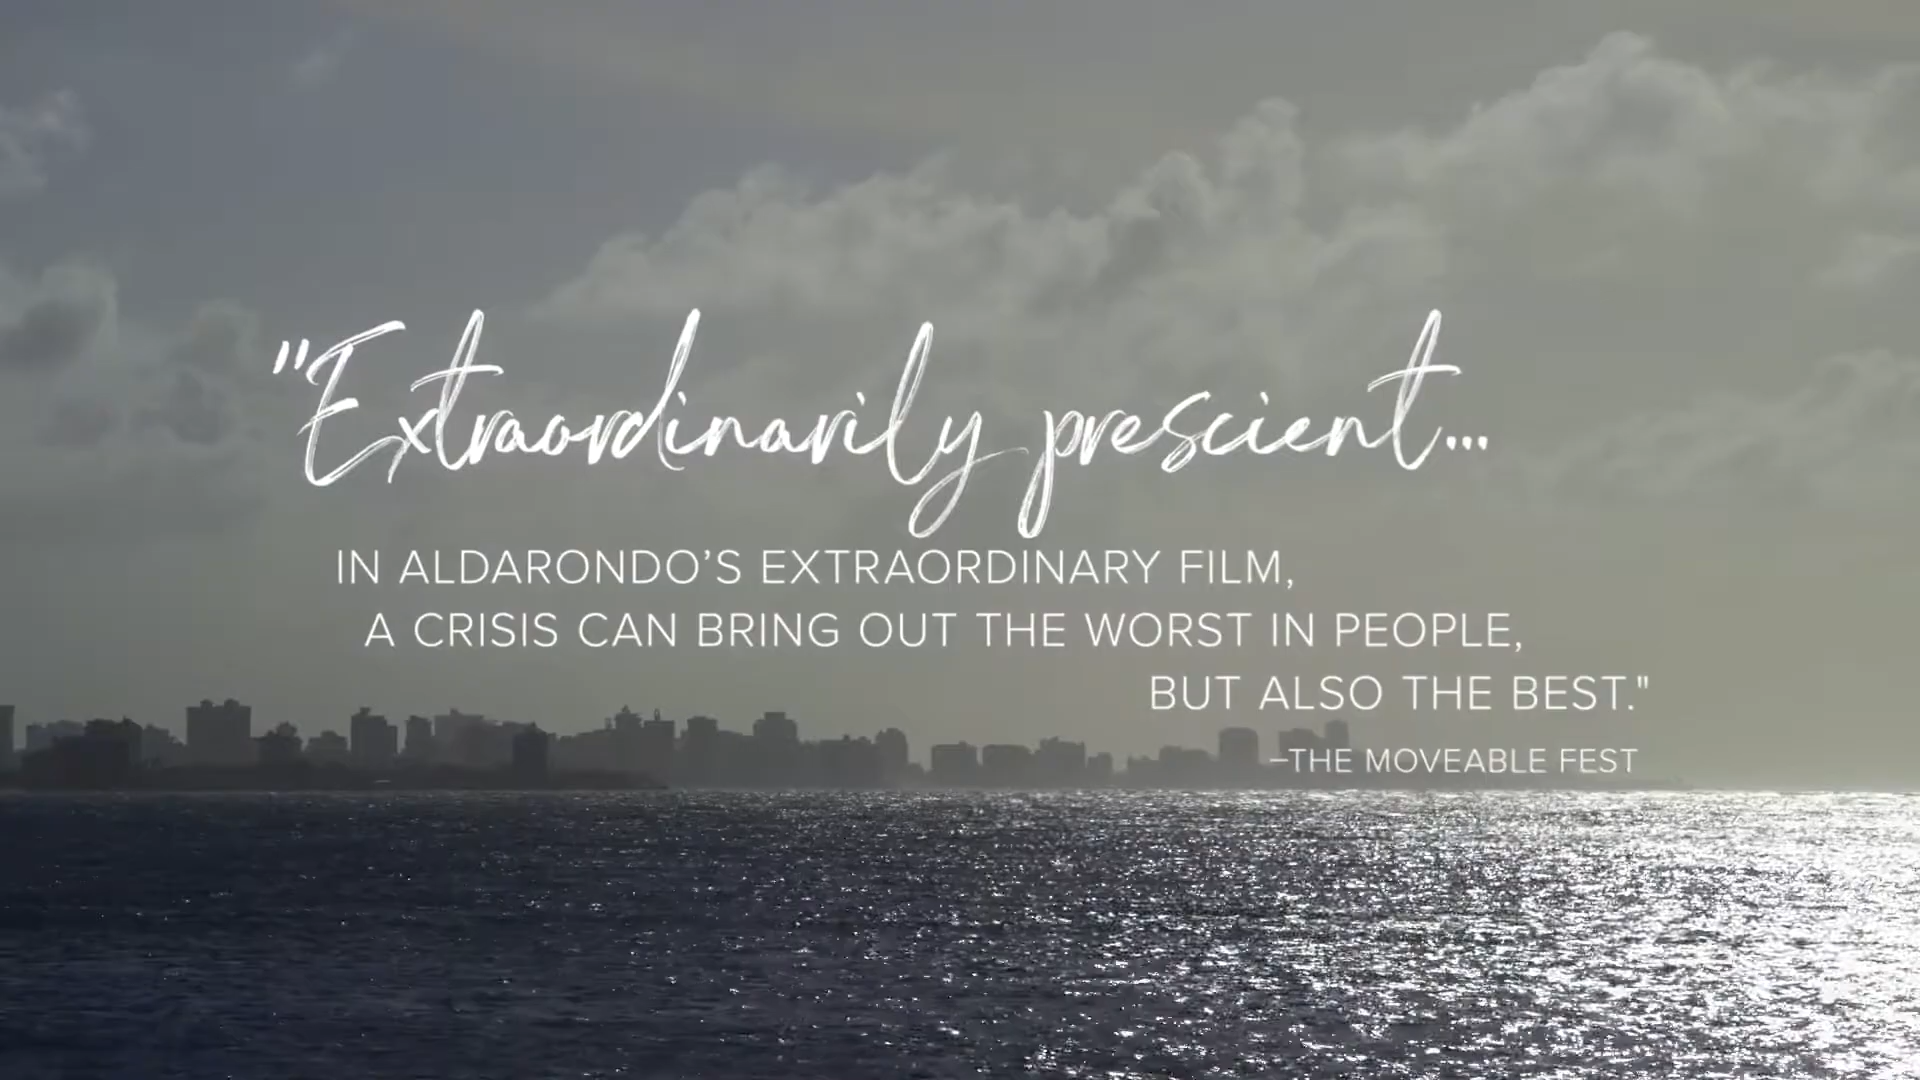 "Extraordinarily prescient...
IN ALDARONDO’S EXTRAORDINARY FILM,
A CRISIS CAN BRING OUT THE WORST IN PEOPLE,
BUT ALSO THE BEST."
–THE MOVEABLE FEST